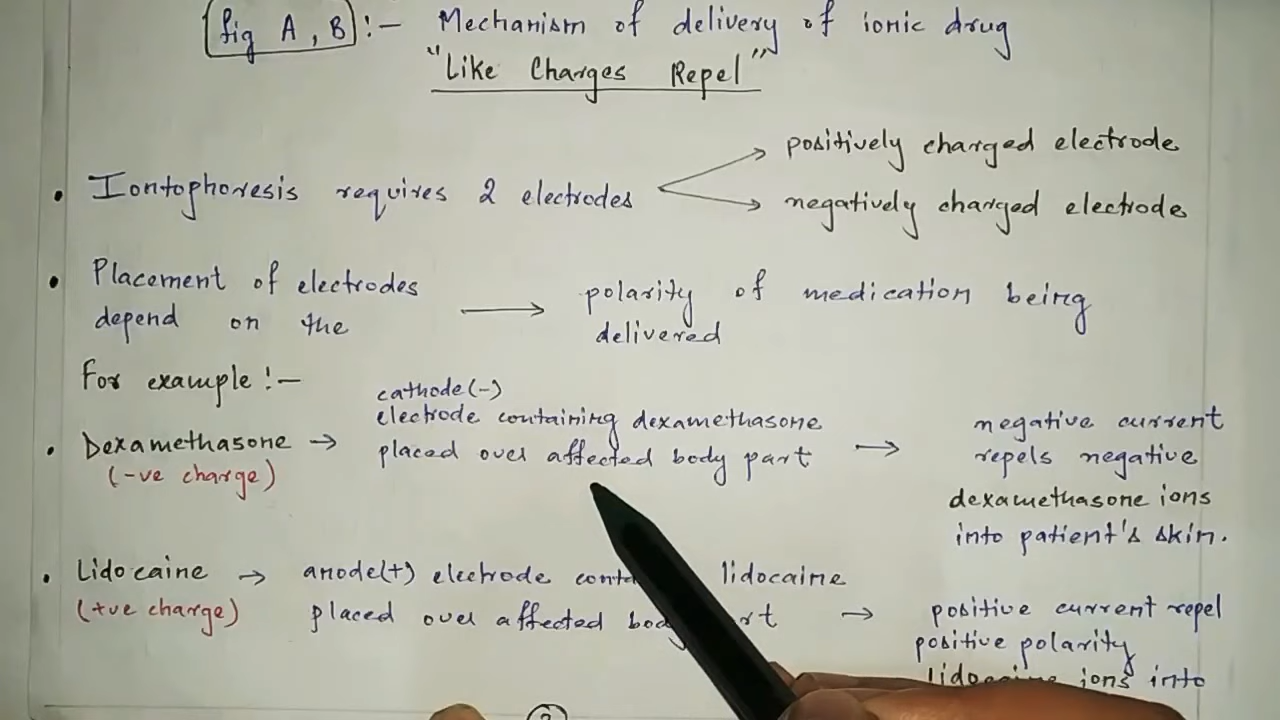 fig A, B :- Mechanism of delivery of ionic drug
"Like Charges Repel"
positively charged electrode
• Iontophoresis requires 2 electrodes
negatively charged electrode
• Placement of electrodes
depend on the → polarity of medication being
delivered
For example :-
cathode(-)
electrode containing dexamethasone
• Dexamethasone → placed over affected body part →
(-ve charge)
negative current
repels negative
dexamethasone ions
into patient's skin.
• Lidocaine → anode(+) electrode lidocaine
(+ve charge) placed over affected →
positive current repel
positive polarity
ions into